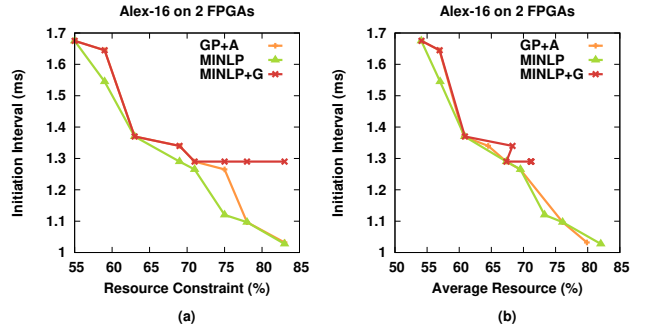 Alex-16 on 2 FPGAs
Initiation Interval (ms)
1.7
1.6
1.5
1.4
1.3
1.2
1.1
1
GP+A
MINLP
MINLP+G
55 60 65 70 75 80 85
Resource Constraint (%)
(a)
Alex-16 on 2 FPGAs
Initiation Interval (ms)
1.7
1.6
1.5
1.4
1.3
1.2
1.1
1
GP+A
MINLP
MINLP+G
50 55 60 65 70 75 80 85
Average Resource (%)
(b)